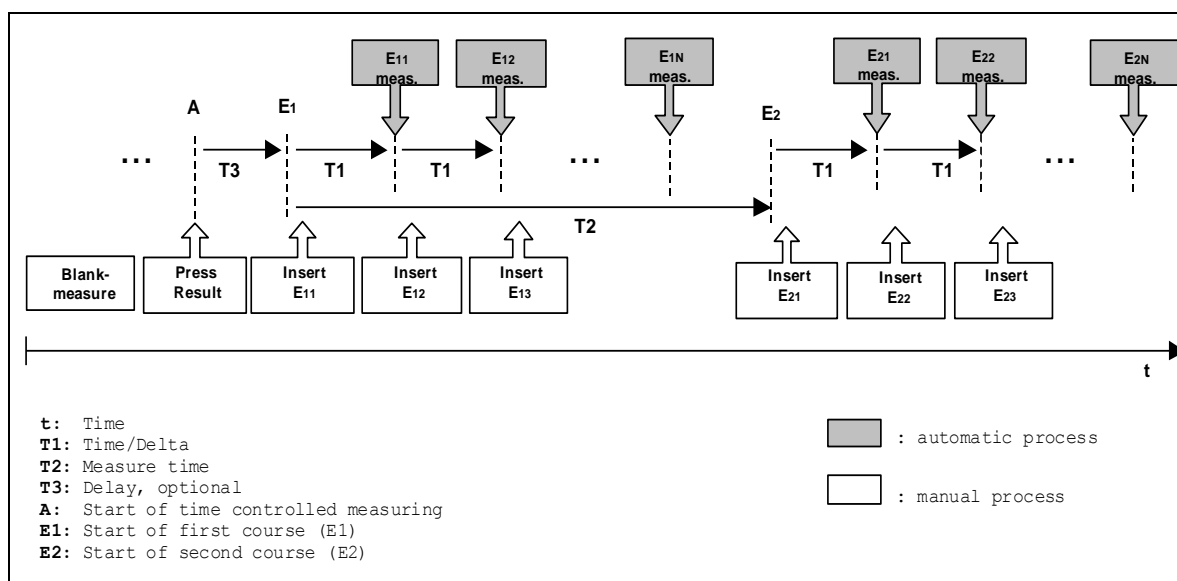 E11 meas.
E12 meas.
E1N meas.
E21 meas.
E22 meas.
E2N meas.
A
E1
E2
...
T3
T1
T1
...
T1
T1
...
T2
Blank-
measure
Press
Result
Insert
E11
Insert
E12
Insert
E13
Insert
E21
Insert
E22
Insert
E23
t
t: Time
T1: Time/Delta
T2: Measure time
T3: Delay, optional
A: Start of time controlled measuring
E1: Start of first course (E1)
E2: Start of second course (E2)
: automatic process
: manual process